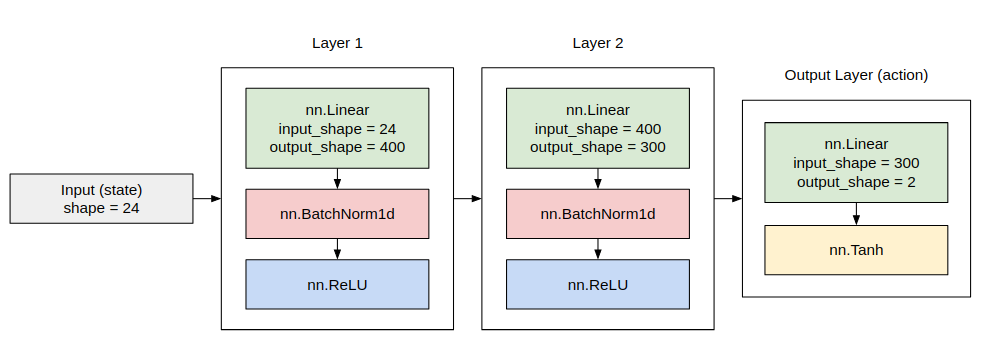 Layer 1
Layer 2
Output Layer (action)
Input (state)
shape = 24
nn.Linear
input_shape = 24
output_shape = 400
nn.BatchNorm1d
nn.ReLU
nn.Linear
input_shape = 400
output_shape = 300
nn.BatchNorm1d
nn.ReLU
nn.Linear
input_shape = 300
output_shape = 2
nn.Tanh